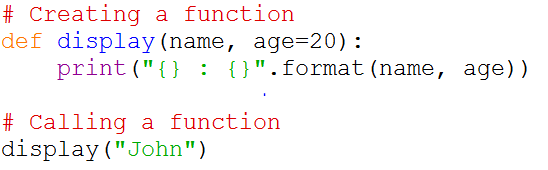 # Creating a function
def display(name, age=20):
    print("{} : {}".format(name, age))
# Calling a function
display("John")